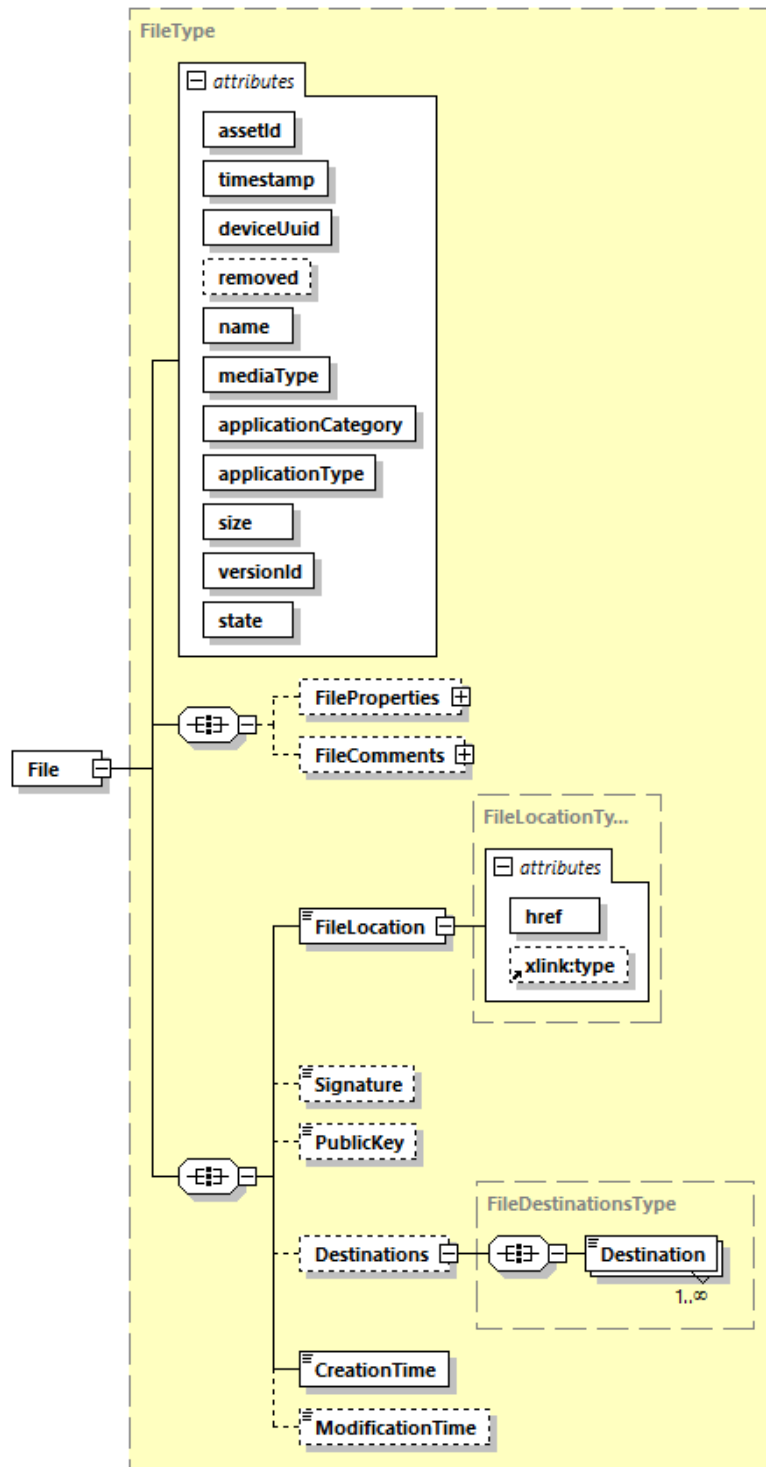 FileType
attributes
assetId
timestamp
deviceUuid
removed
name
mediaType
applicationCategory
applicationType
size
versionId
state
FileProperties
FileComments
File
FileLocationTy...
attributes
href
xlink:type
FileLocation
Signature
PublicKey
FileDestinationsType
Destinations
Destination
1..∞
CreationTime
ModificationTime